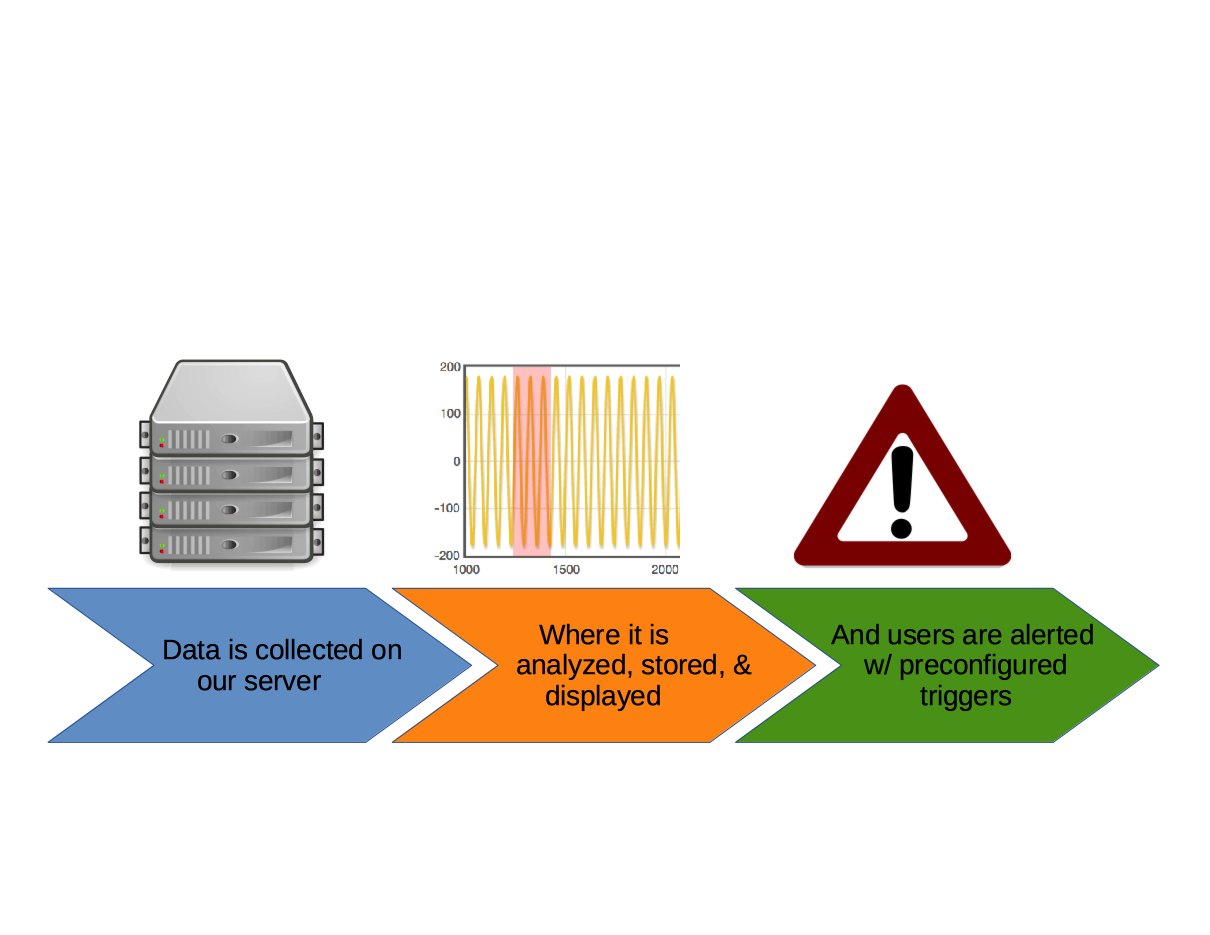 200
100
0
-100
-200
1000 1500 2000
Data is collected on
our server
Where it is
analyzed, stored, &
displayed
And users are alerted
w/ preconfigured
triggers